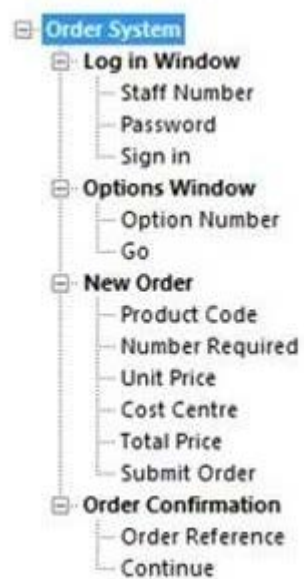 Order System
Log in Window
Staff Number
Password
Sign in
Options Window
Option Number
Go
New Order
Product Code
Number Required
Unit Price
Cost Centre
Total Price
Submit Order
Order Confirmation
Order Reference
Continue